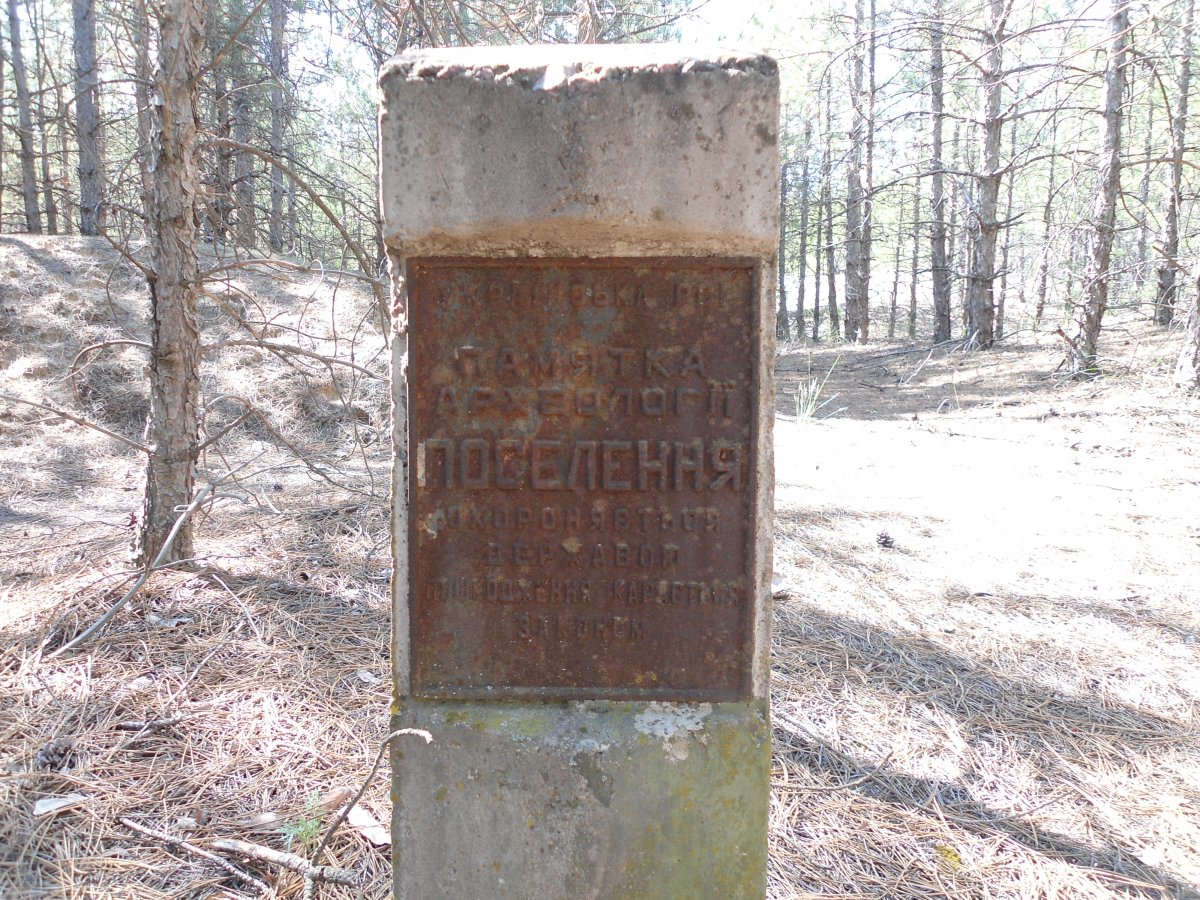 УКРАЇНСЬКА РСР
ПАМЯТКА
АРХЕОЛОГІЇ
ПОСЕЛЕННЯ
ОХОРОНЯЄТЬСЯ
ДЕРЖАВОЮ
ПОШКОДЖЕННЯ КАРАЄТЬСЯ
ЗАКОНОМ